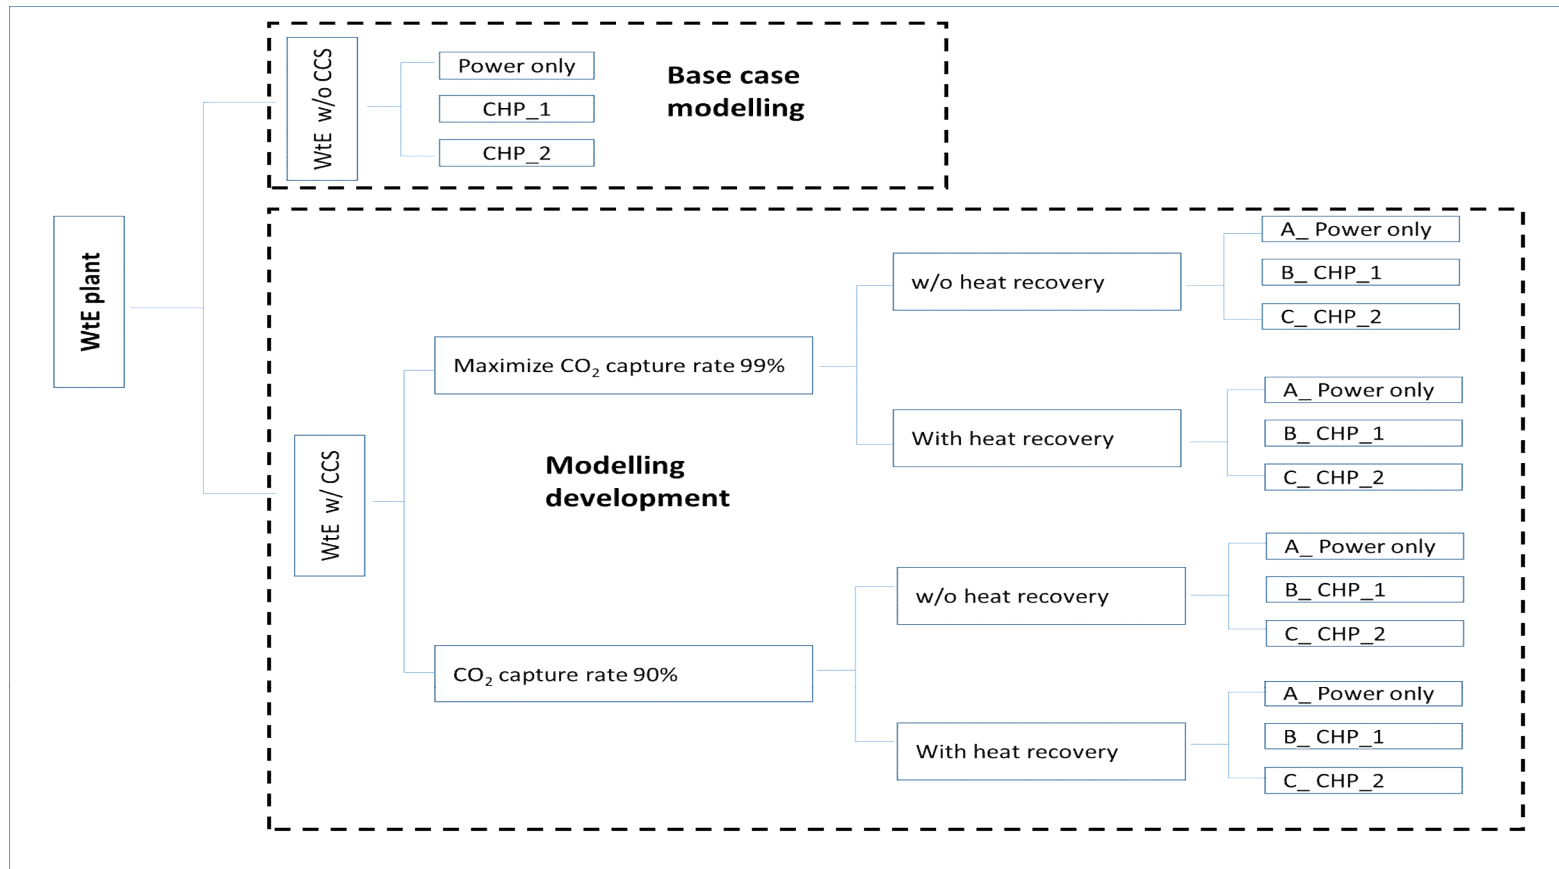 WtE plant
WtE w/o CCS
Power only
CHP_1
CHP_2
Base case
modelling
WtE w/ CCS
Modelling
development
Maximize CO₂ capture rate 99%
w/o heat recovery
A_ Power only
B_ CHP_1
C_ CHP_2
With heat recovery
A_ Power only
B_ CHP_1
C_ CHP_2
CO₂ capture rate 90%
w/o heat recovery
A_ Power only
B_ CHP_1
C_ CHP_2
With heat recovery
A_ Power only
B_ CHP_1
C_ CHP_2